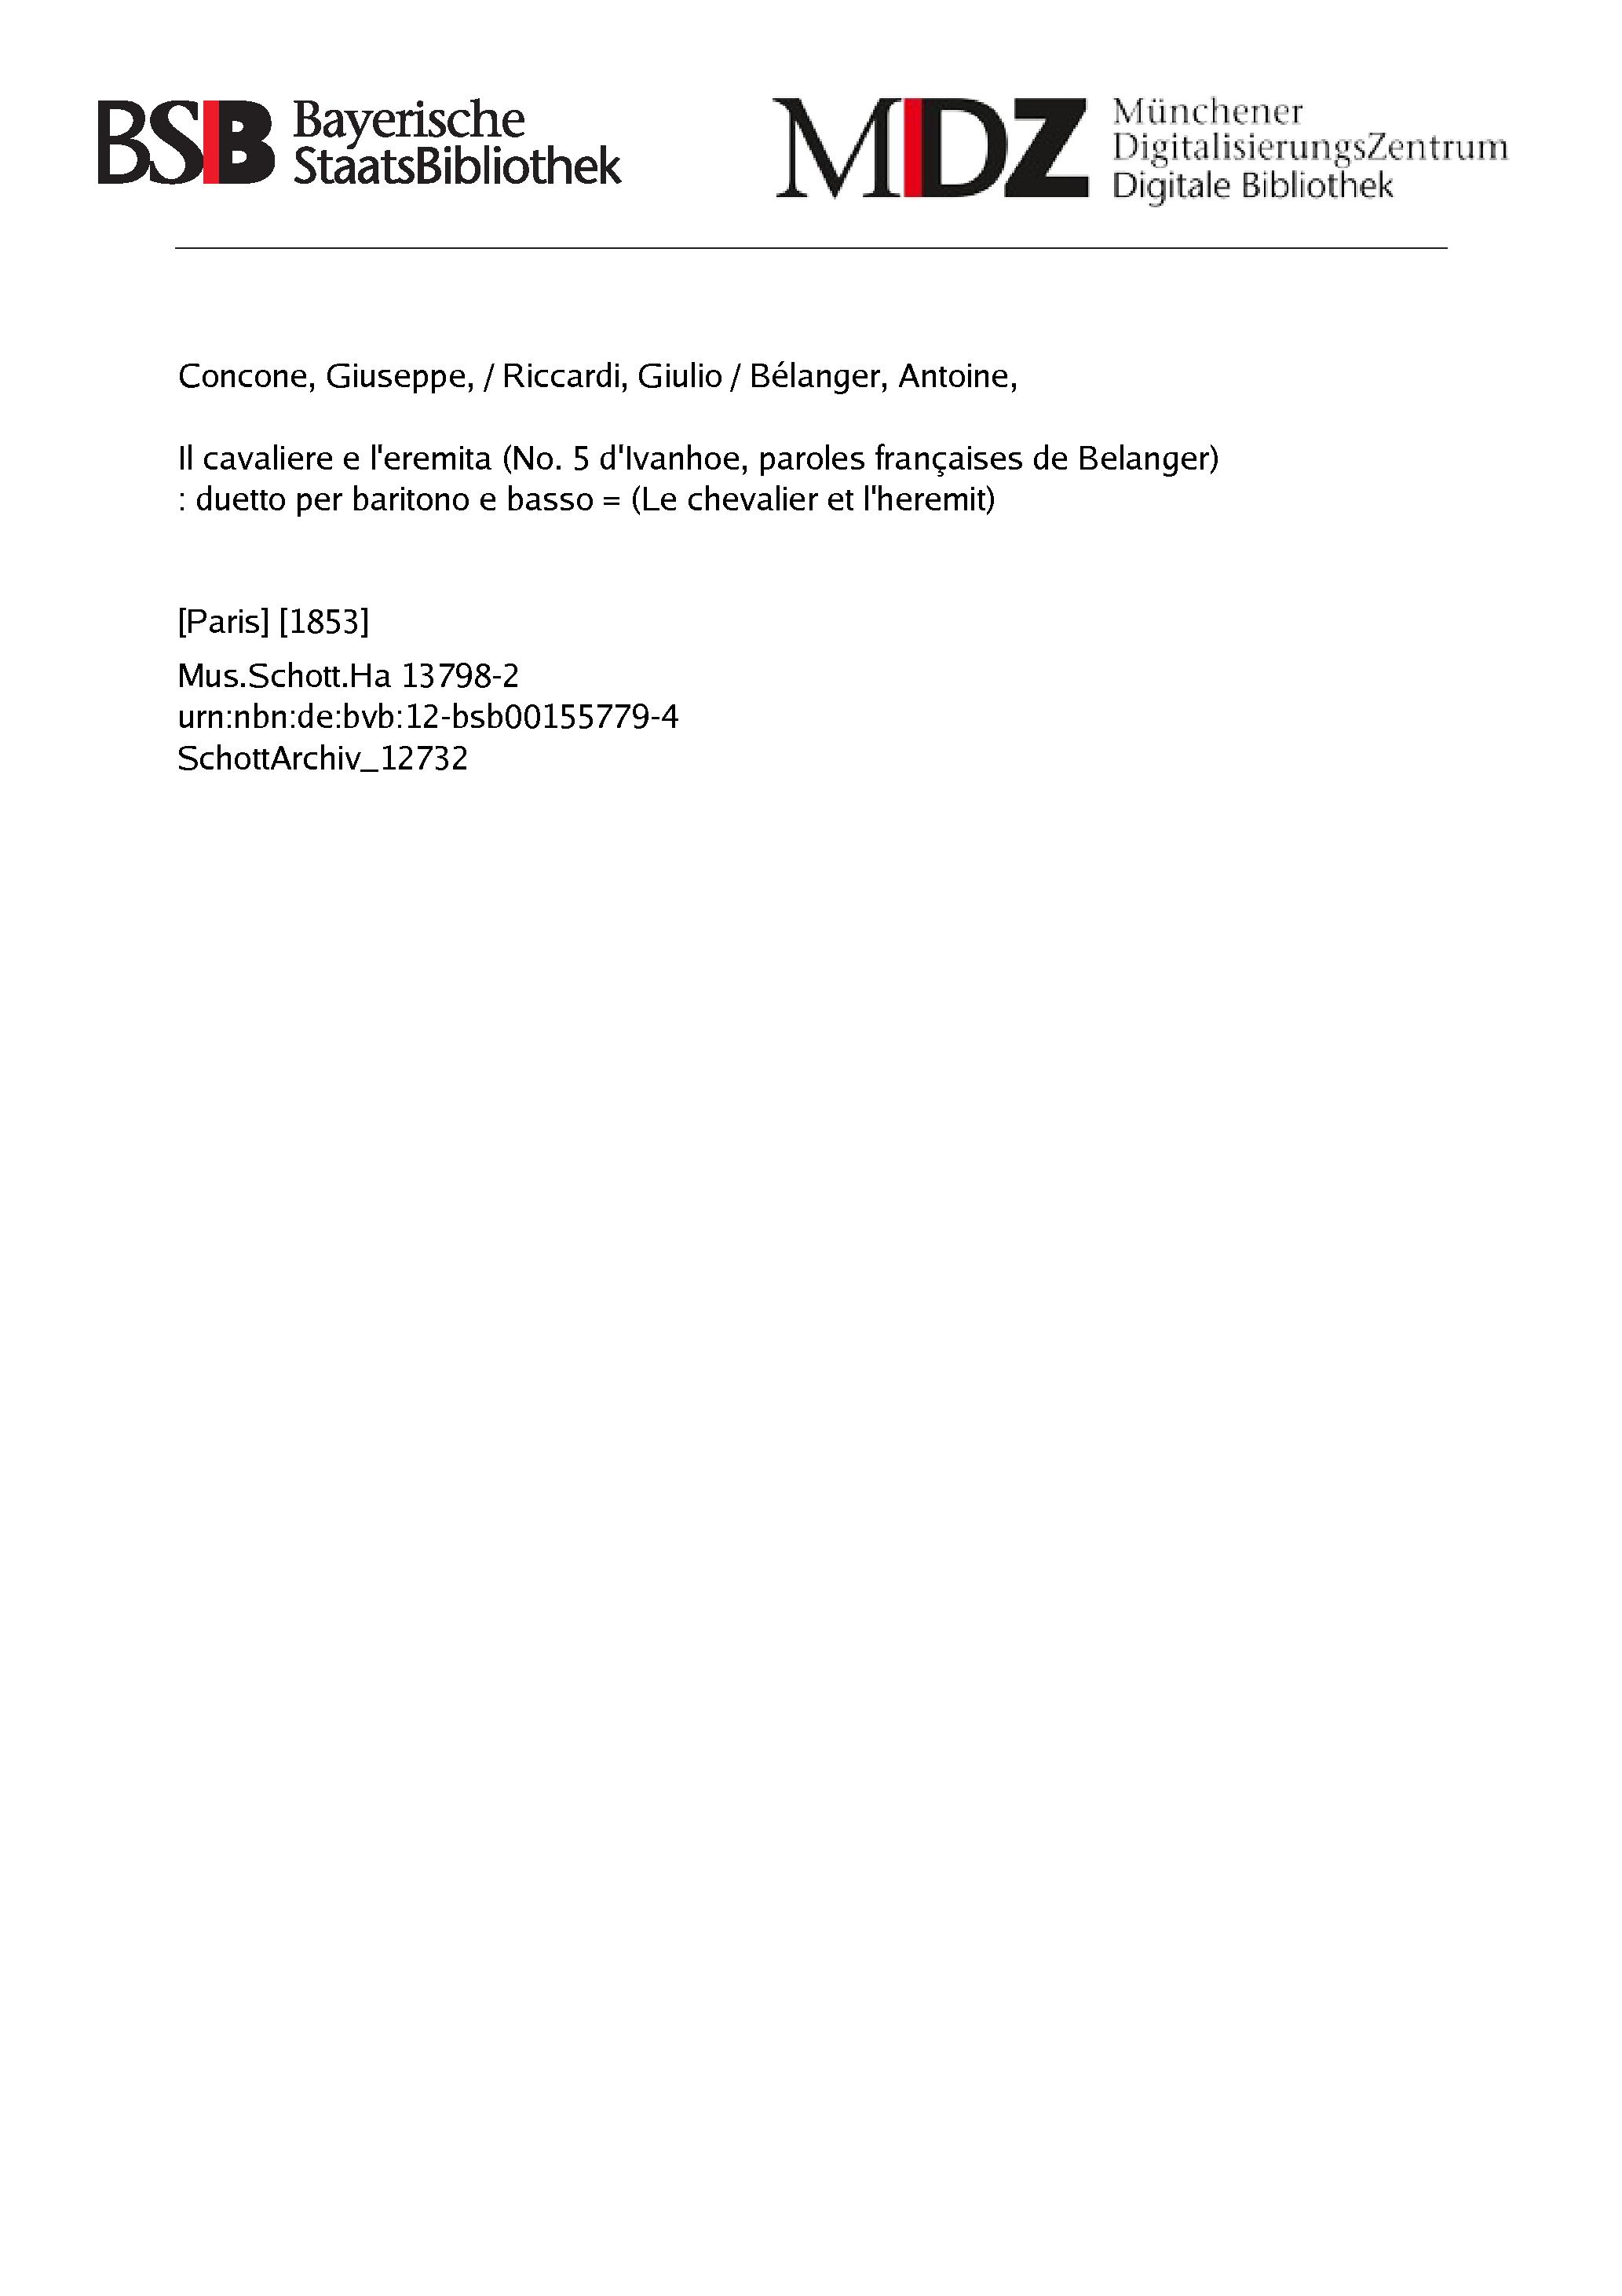 BSB Bayerische
StaatsBibliothek
MDZ Münchener
DigitalisierungsZentrum
Digitale Bibliothek
Concone, Giuseppe, / Riccardi, Giulio / Bélanger, Antoine,
Il cavaliere e l'eremita (No. 5 d'Ivanhoe, paroles françaises de Belanger)
: duetto per baritono e basso = (Le chevalier et l'heremit)
[Paris] [1853]
Mus.Schott.Ha 13798-2
urn:nbn:de:bvb:12-bsb00155779-4
SchottArchiv_12732